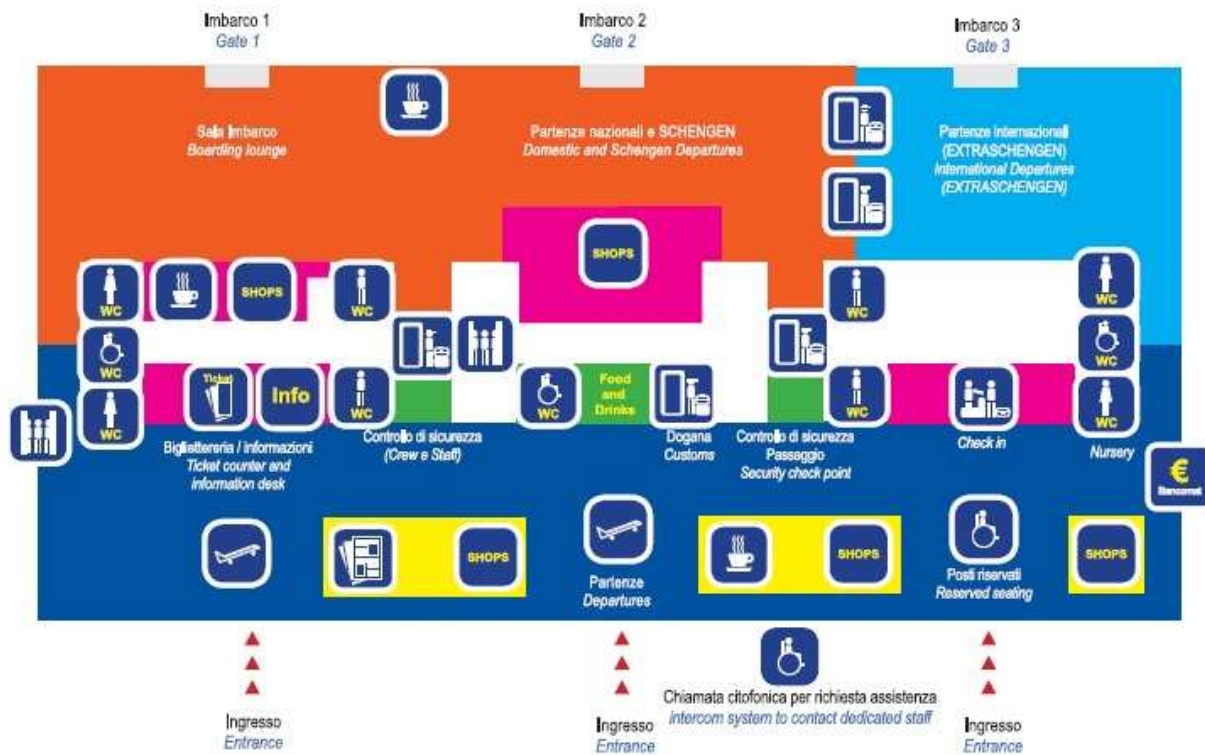 Imbarco 1
Gate 1
Imbarco 2
Gate 2
Imbarco 3
Gate 3
Sala Imbarco
Boarding lounge
Partenze nazionali e SCHENGEN
Domestic and Schengen Departures
Partenze internazionali
(EXTRASCHENGEN)
International Departures
(EXTRASCHENGEN)
SHOPS
WC
SHOPS
WC
WC
WC
WC
WC
Ticket
Info
WC
WC
WC
Food
and
Drinks
WC
WC
Biglietteria / informazioni
Ticket counter and
information desk
Controllo di sicurezza
(Crew e Staff)
Dogana
Customs
Controllo di sicurezza
Passaggio
Security check point
Check in
Nursery
€
Bancomat
SHOPS
SHOPS
SHOPS
Partenze
Departures
Posti riservati
Reserved seating
Chiamata citofonica per richiesta assistenza
Intercom system to contact dedicated staff
Ingresso
Entrance
Ingresso
Entrance
Ingresso
Entrance